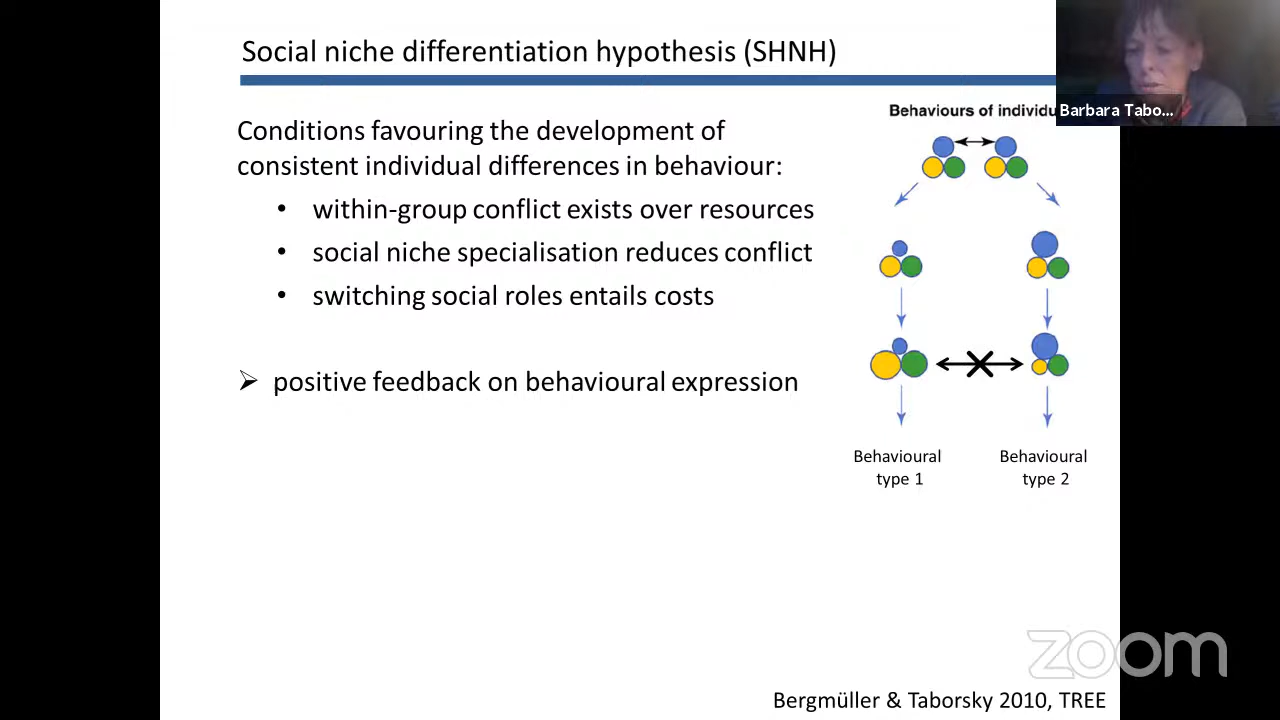 Social niche differentiation hypothesis (SHNH)
Barbara Tabo...
Conditions favouring the development of
consistent individual differences in behaviour:
• within-group conflict exists over resources
• social niche specialisation reduces conflict
• switching social roles entails costs
➢ positive feedback on behavioural expression
Behaviours of
Behavioural
type 1
Behavioural
type 2
zoom
Bergmüller & Taborsky 2010, TREE